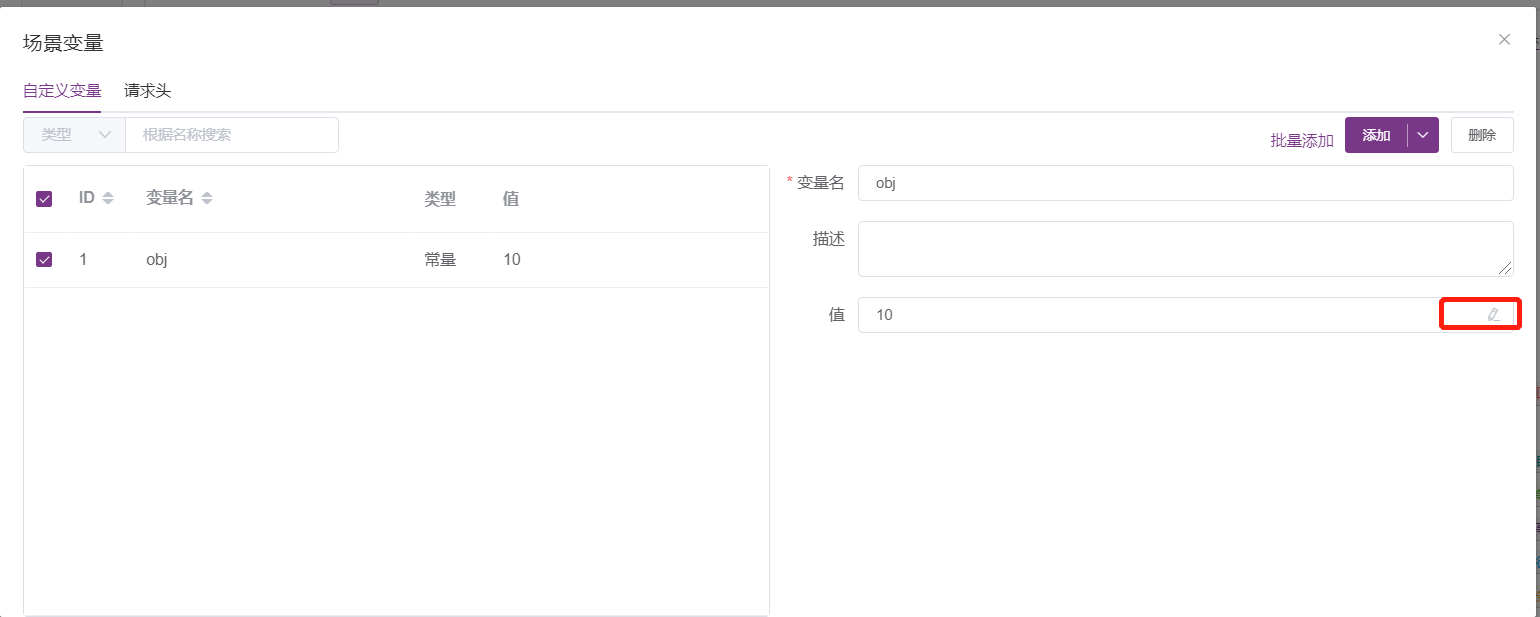 场景变量
自定义变量 请求头
类型 根据名称搜索 批量添加 添加 删除
ID 变量名 类型 值
1 obj 常量 10
* 变量名 obj
描述
值 10